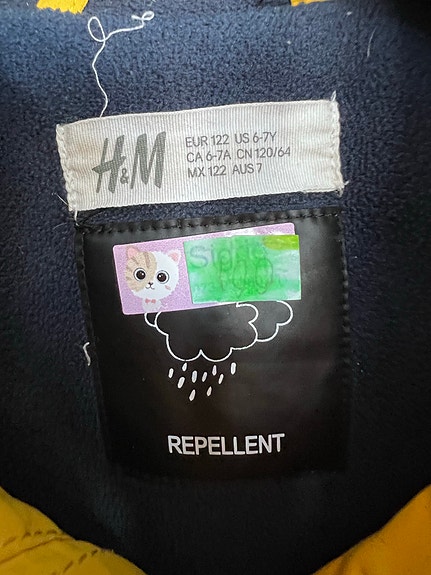 H&M
EUR 122 US 6-7Y
CA 6-7A CN 120/64
MX 122 AUS 7
REPELLENT